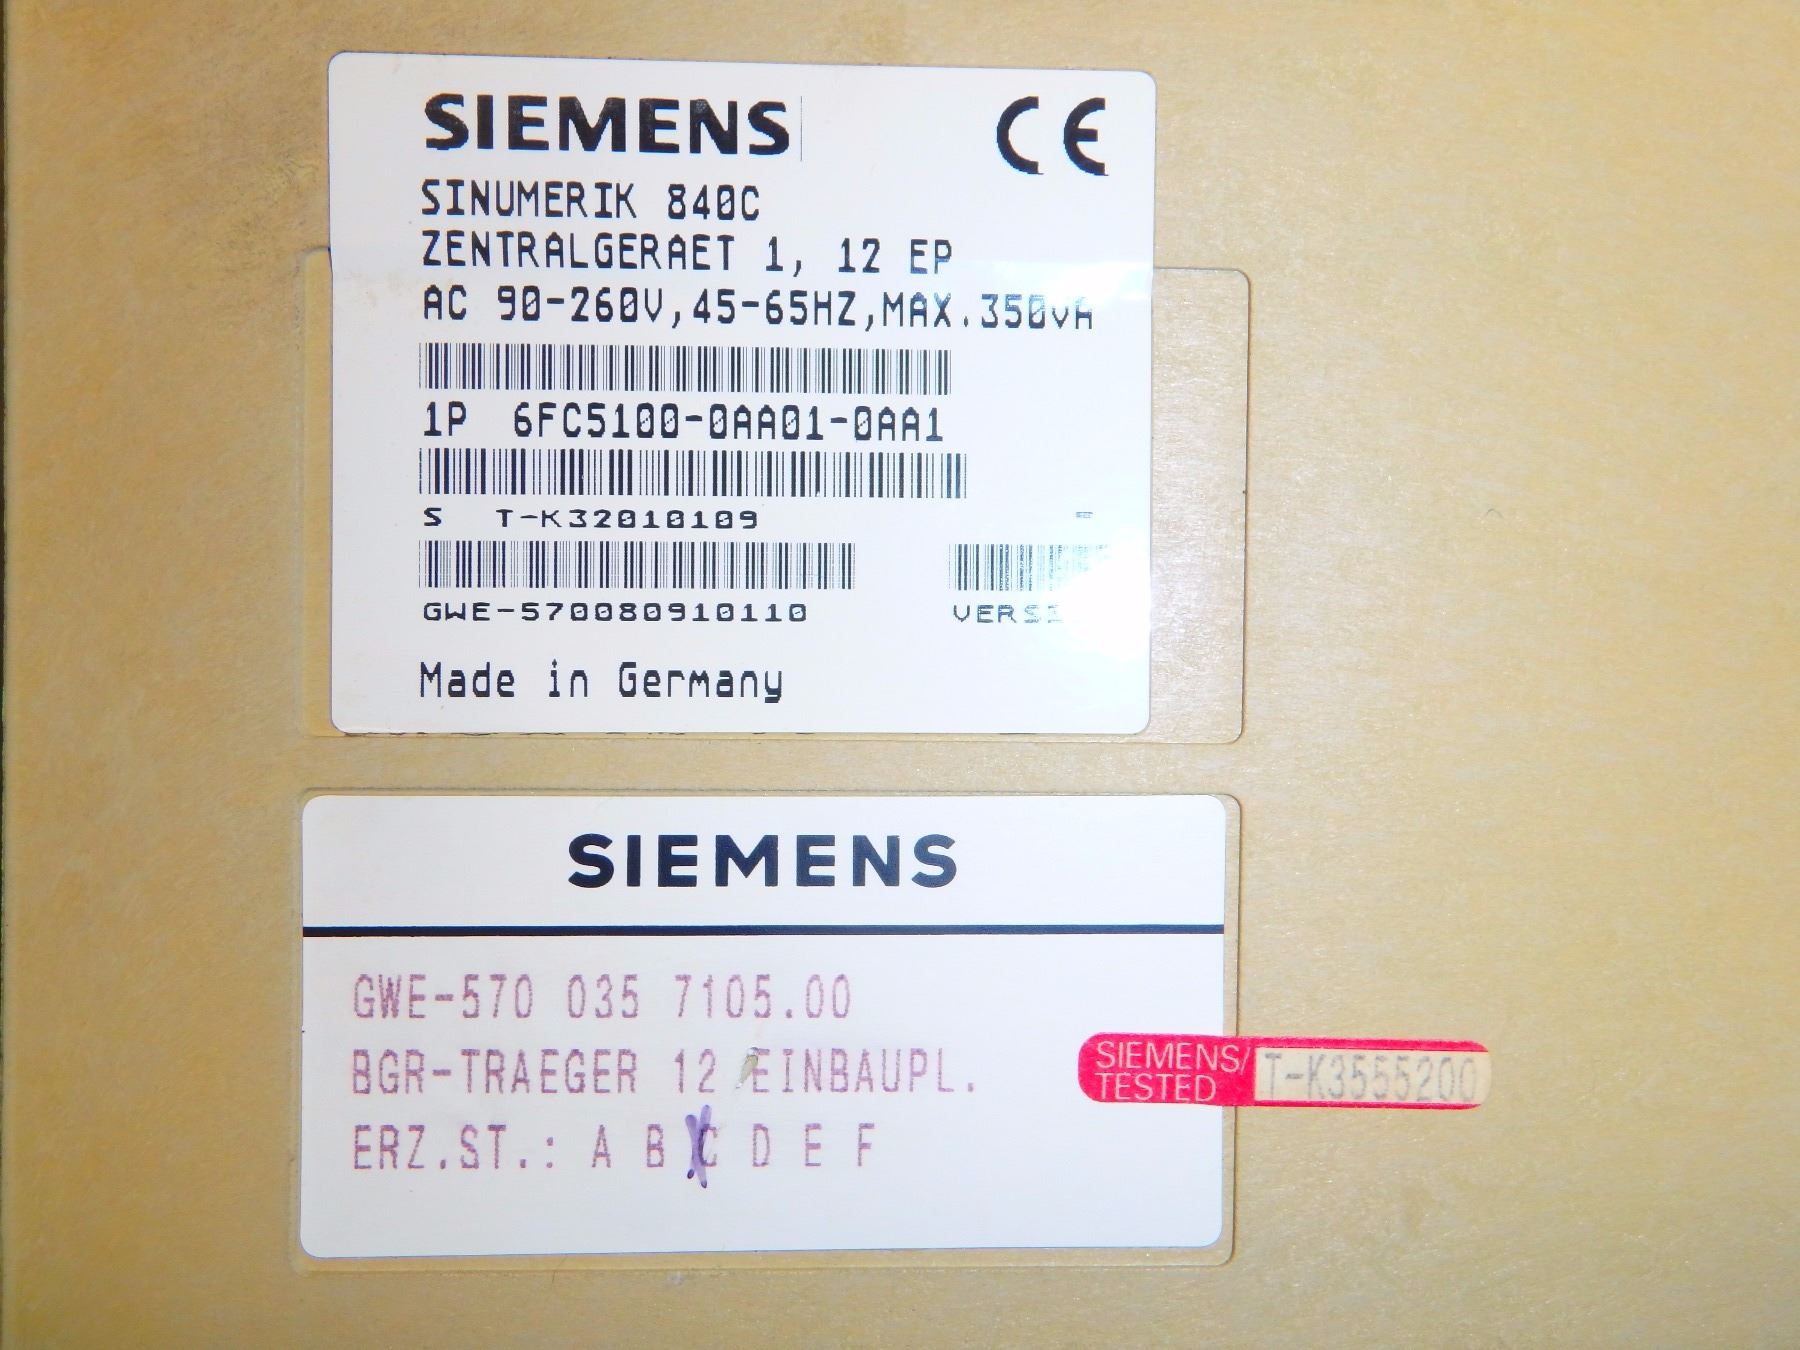 SIEMENS
CE
SINUMERIK 840C
ZENTRALGERAET 1, 12 EP
AC 90-260V,45-65HZ,MAX.350VA
1P 6FC5100-0AA01-0AA1
S T-K32010109
GWE-570080910110
Made in Germany
SIEMENS
GWE-570 035 7105.00
BGR-TRAEGER 12 EINBAUPL.
ERZ.ST.: A B C D E F
SIEMENS/
TESTED
T-K3555200